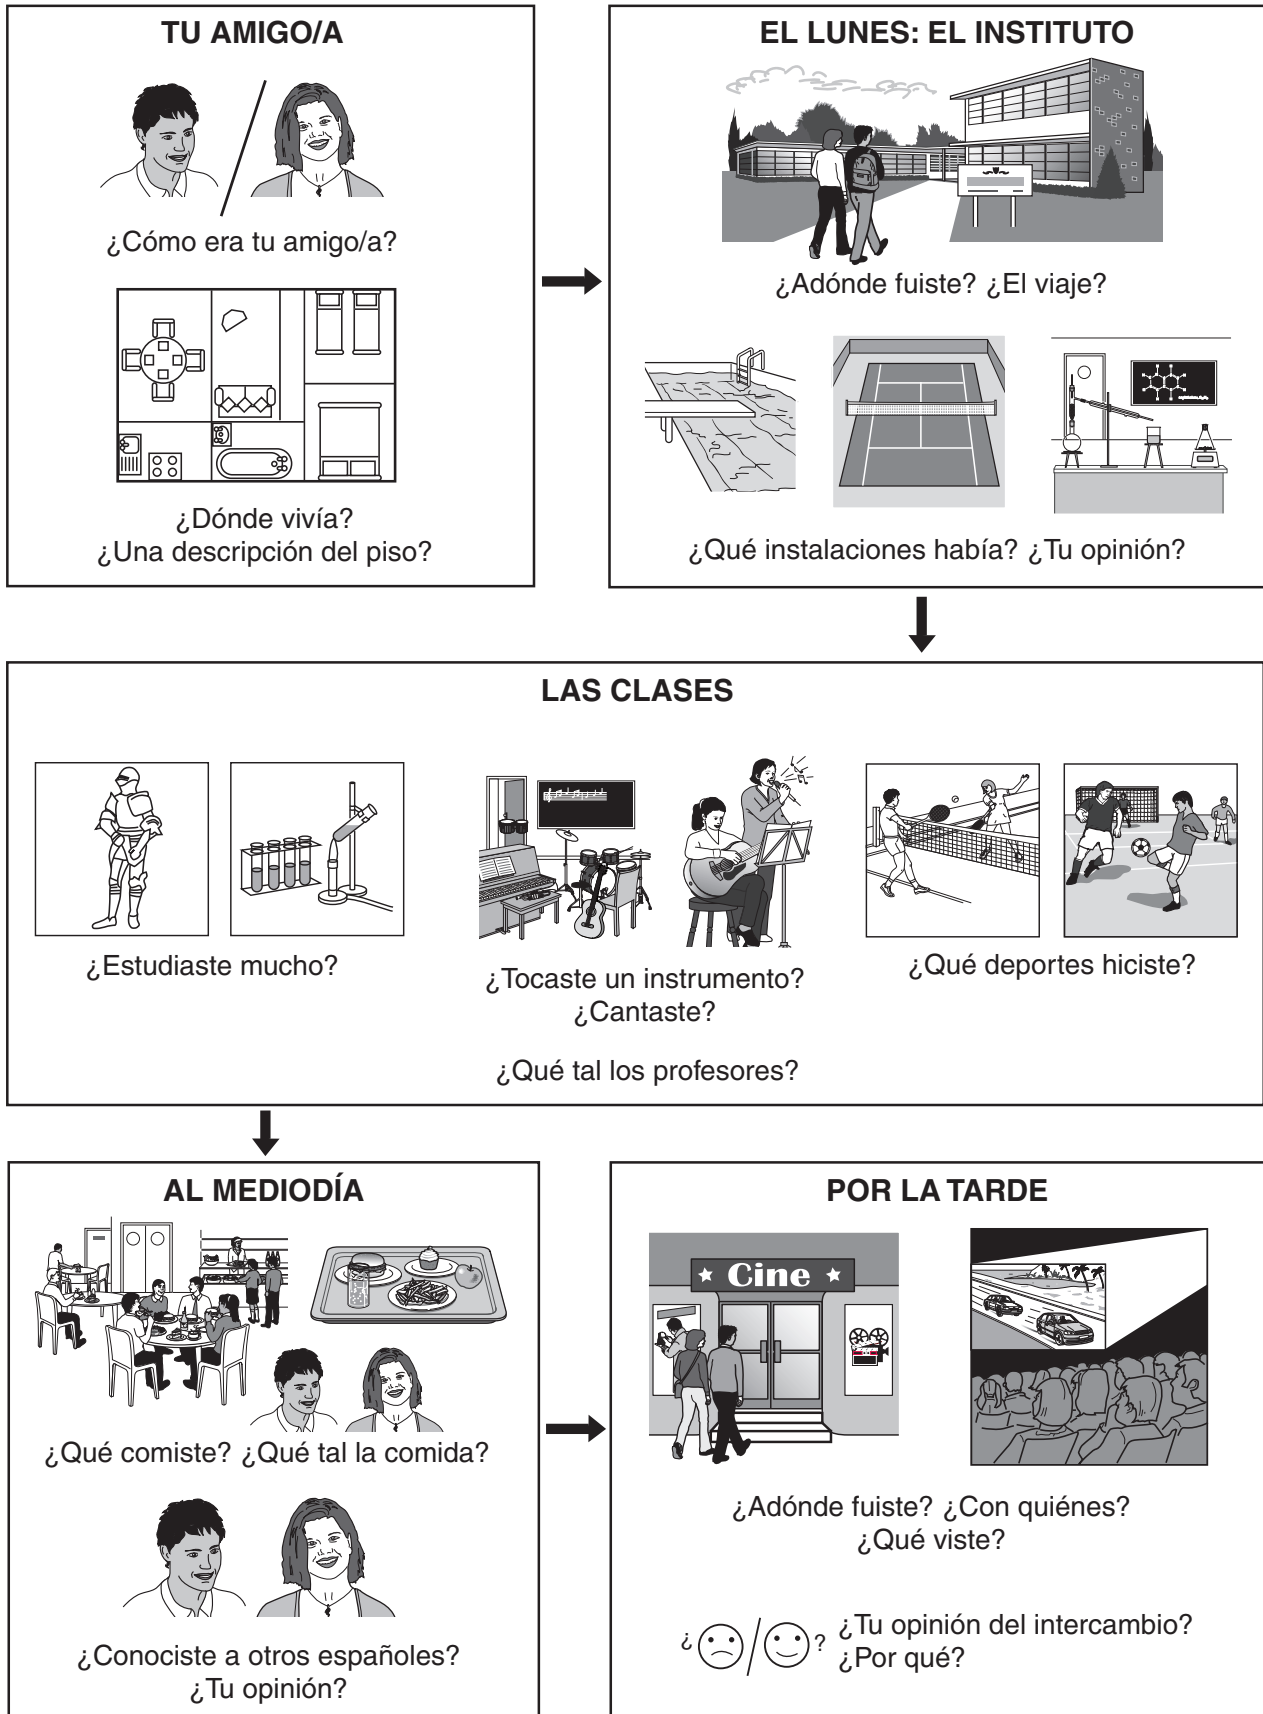 TU AMIGO/A
¿Cómo era tu amigo/a?
¿Dónde vivía?
¿Una descripción del piso?
EL LUNES: EL INSTITUTO
¿Adónde fuiste? ¿El viaje?
¿Qué instalaciones había? ¿Tu opinión?
LAS CLASES
¿Estudiaste mucho?
¿Tocaste un instrumento?
¿Cantaste?
¿Qué deportes hiciste?
¿Qué tal los profesores?
AL MEDIODÍA
¿Qué comiste? ¿Qué tal la comida?
¿Conociste a otros españoles?
¿Tu opinión?
POR LA TARDE
Cine
¿Adónde fuiste? ¿Con quiénes?
¿Qué viste?
¿ / ?
¿Tu opinión del intercambio?
¿Por qué?